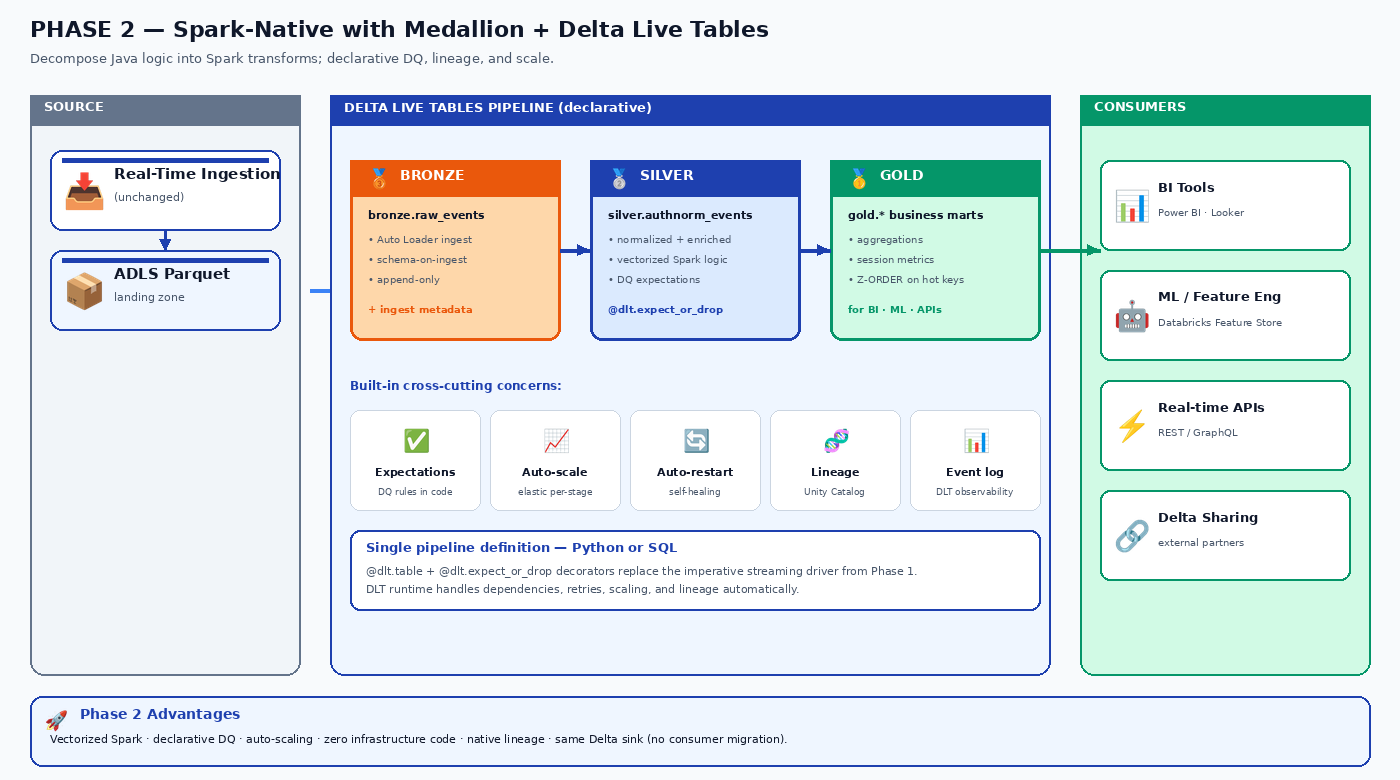 PHASE 2 — Spark-Native with Medallion + Delta Live Tables
Decompose Java logic into Spark transforms; declarative DQ, lineage, and scale.
SOURCE
Real-Time Ingestion
(unchanged)
ADLS Parquet
landing zone
DELTA LIVE TABLES PIPELINE (declarative)
BRONZE
bronze.raw_events
• Auto Loader ingest
• schema-on-ingest
• append-only
+ ingest metadata
SILVER
silver.authnorm_events
• normalized + enriched
• vectorized Spark logic
• DQ expectations
@dlt.expect_or_drop
GOLD
gold.* business marts
• aggregations
• session metrics
• Z-ORDER on hot keys
for BI · ML · APIs
Built-in cross-cutting concerns:
Expectations
DQ rules in code
Auto-scale
elastic per-stage
Auto-restart
self-healing
Lineage
Unity Catalog
Event log
DLT observability
Single pipeline definition — Python or SQL
@dlt.table + @dlt.expect_or_drop decorators replace the imperative streaming driver from Phase 1.
DLT runtime handles dependencies, retries, scaling, and lineage automatically.
CONSUMERS
BI Tools
Power BI · Looker
ML / Feature Eng
Databricks Feature Store
Real-time APIs
REST / GraphQL
Delta Sharing
external partners
Phase 2 Advantages
Vectorized Spark · declarative DQ · auto-scaling · zero infrastructure code · native lineage · same Delta sink (no consumer migration).